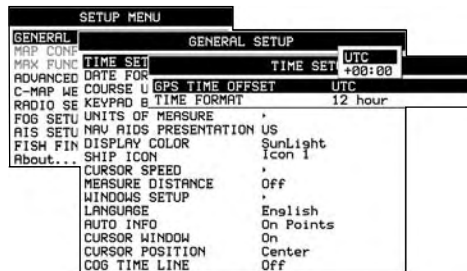 SETUP MENU
GENERAL
MAP CONF
MAX FUNC
ADVANCED
C-MAP WE
RADIO SE
FOG SETU
AIS SETU
FISH FIN
About...
GENERAL SETUP
TIME SET
DATE FOR
COURSE U
KEYPAD B
UNITS OF MEASURE
NAV AIDS PRESENTATION US
DISPLAY COLOR SunLight
SHIP ICON Icon 1
CURSOR SPEED
MEASURE DISTANCE Off
WINDOWS SETUP
LANGUAGE English
AUTO INFO On Points
CURSOR WINDOW On
CURSOR POSITION Center
COG TIME LINE Off
TIME SET
GPS TIME OFFSET UTC
TIME FORMAT 12 hour
UTC
+00:00